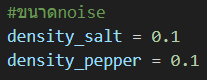 #ขนาดnoise
density_salt = 0.1
density_pepper = 0.1